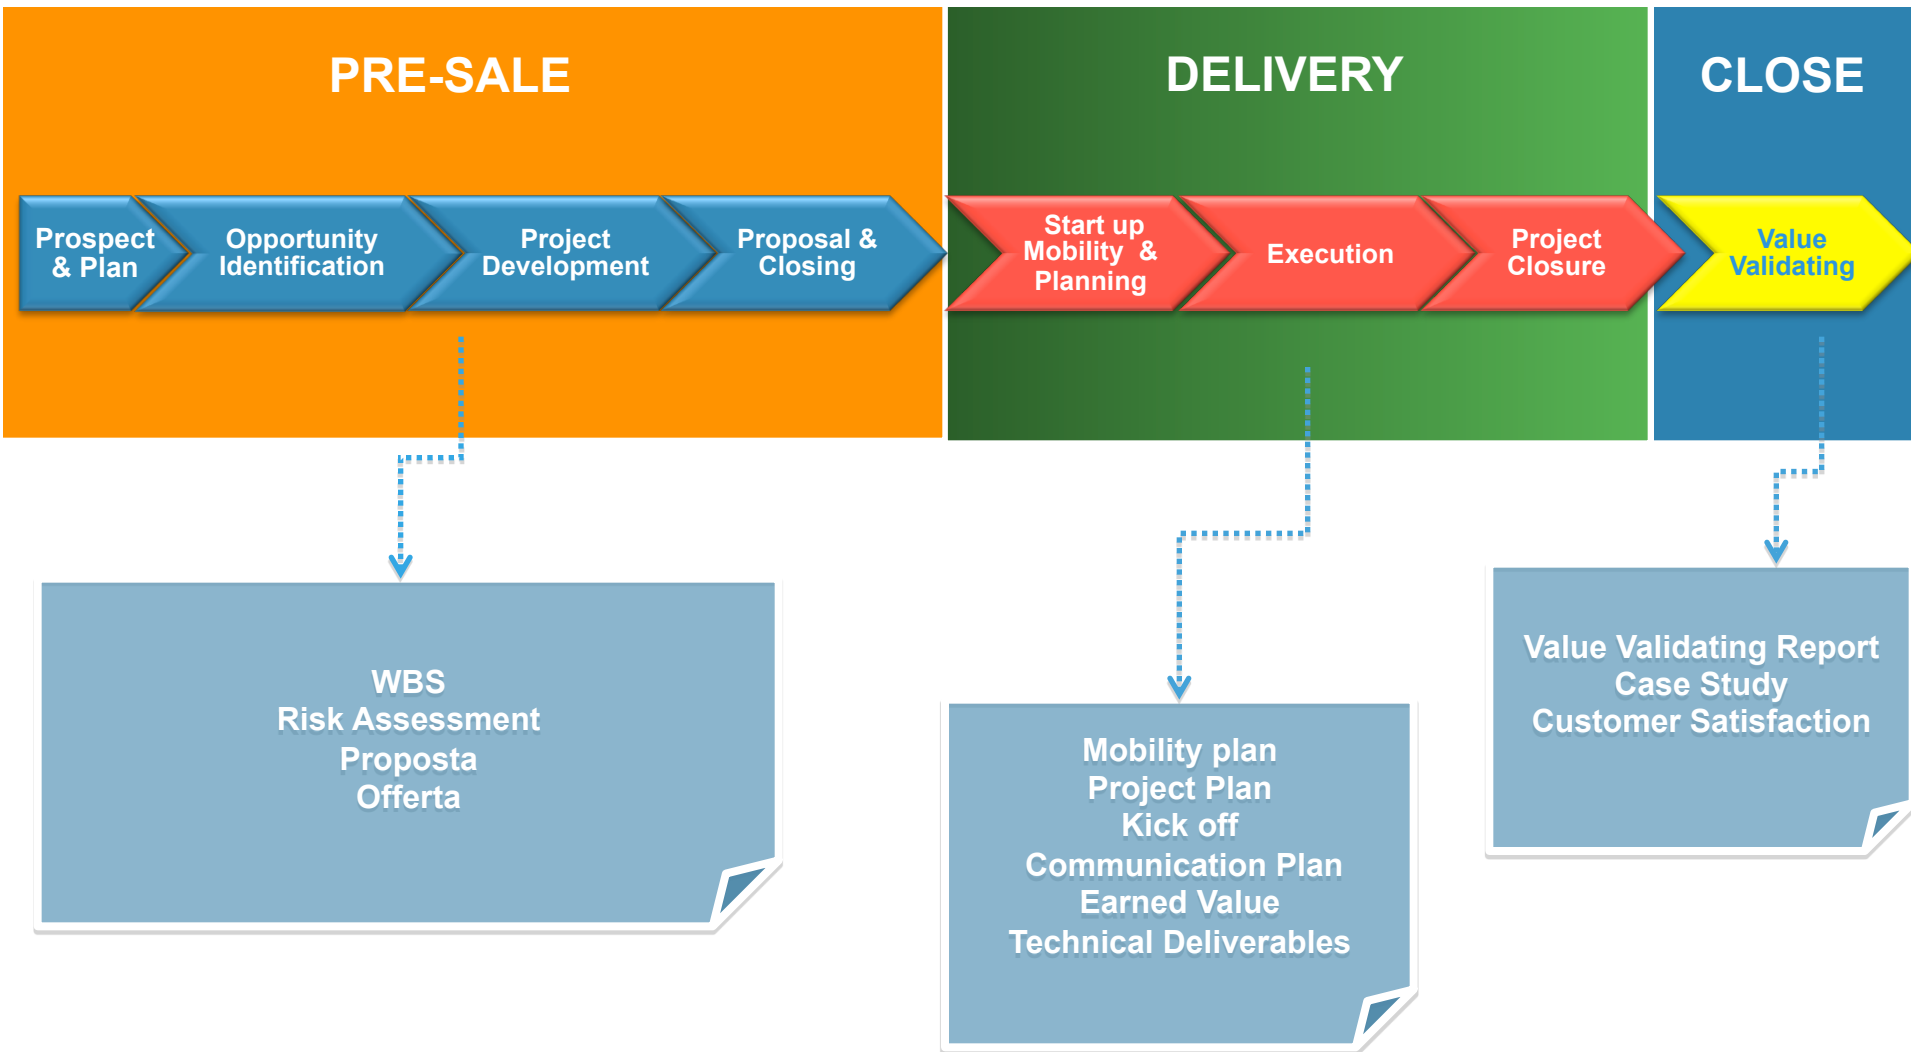 PRE-SALE
DELIVERY
CLOSE
Prospect
& Plan
Opportunity
Identification
Project
Development
Proposal &
Closing
Start up
Mobility &
Planning
Execution
Project
Closure
Value
Validating
WBS
Risk Assessment
Proposta
Offerta
Mobility plan
Project Plan
Kick off
Communication Plan
Earned Value
Technical Deliverables
Value Validating Report
Case Study
Customer Satisfaction